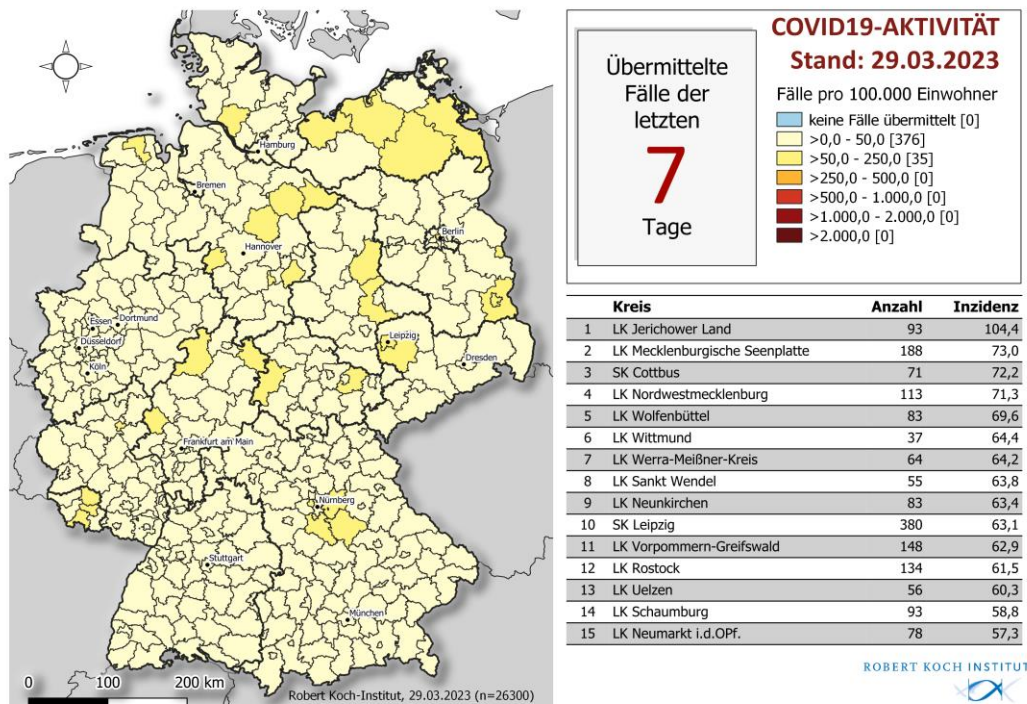 Hamburg
Bremen
Berlin
Hannover
Essen
Dortmund
Düsseldorf
Köln
Leipzig
Dresden
Frankfurt am Main
Nürnberg
Stuttgart
München
0 100 200 km
Robert Koch-Institut, 29.03.2023 (n=26300)
Übermittelte
Fälle der
letzten
7
Tage
COVID19-AKTIVITÄT
Stand: 29.03.2023
Fälle pro 100.000 Einwohner
keine Fälle übermittelt [0]
>0,0 - 50,0 [376]
>50,0 - 250,0 [35]
>250,0 - 500,0 [0]
>500,0 - 1.000,0 [0]
>1.000,0 - 2.000,0 [0]
>2.000,0 [0]
Kreis Anzahl Inzidenz
1 LK Jerichower Land 93 104,4
2 LK Mecklenburgische Seenplatte 188 73,0
3 SK Cottbus 71 72,2
4 LK Nordwestmecklenburg 113 71,3
5 LK Wolfenbüttel 83 69,6
6 LK Wittmund 37 64,4
7 LK Werra-Meißner-Kreis 64 64,2
8 LK Sankt Wendel 55 63,8
9 LK Neunkirchen 83 63,4
10 SK Leipzig 380 63,1
11 LK Vorpommern-Greifswald 148 62,9
12 LK Rostock 134 61,5
13 LK Uelzen 56 60,3
14 LK Schaumburg 93 58,8
15 LK Neumarkt i.d.OPf. 78 57,3
ROBERT KOCH INSTITUT